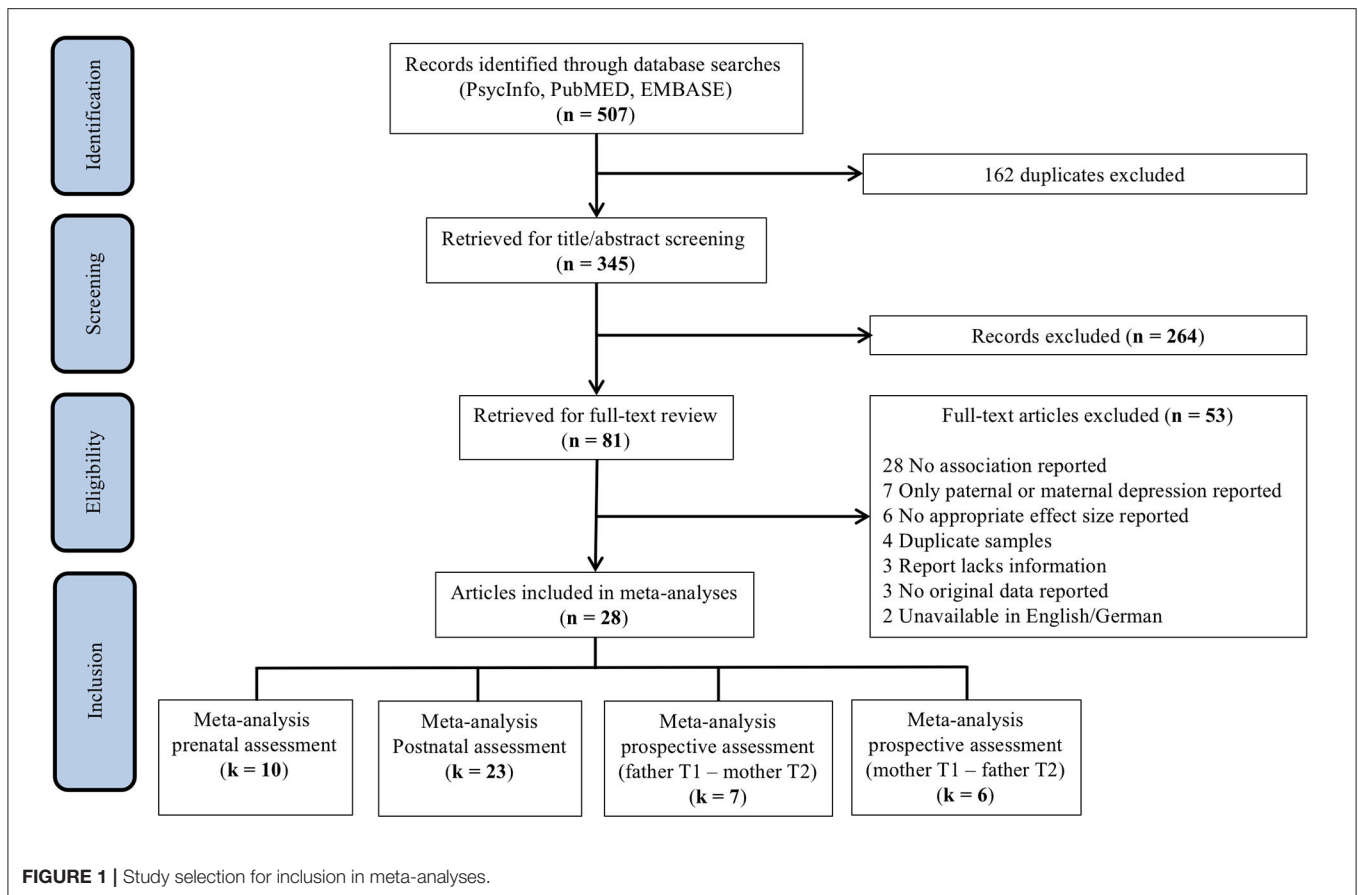 Identification
Records identified through database searches
(PsycInfo, PubMED, EMBASE)
(n = 507)
162 duplicates excluded
Screening
Retrieved for title/abstract screening
(n = 345)
Records excluded (n = 264)
Eligibility
Retrieved for full-text review
(n = 81)
Full-text articles excluded (n = 53)
28 No association reported
7 Only paternal or maternal depression reported
6 No appropriate effect size reported
4 Duplicate samples
3 Report lacks information
3 No original data reported
2 Unavailable in English/German
Inclusion
Articles included in meta-analyses
(n = 28)
Meta-analysis
prenatal assessment
(k = 10)
Meta-analysis
Postnatal assessment
(k = 23)
Meta-analysis
prospective assessment
(father T1 – mother T2)
(k = 7)
Meta-analysis
prospective assessment
(mother T1 – father T2)
(k = 6)
FIGURE 1 | Study selection for inclusion in meta-analyses.